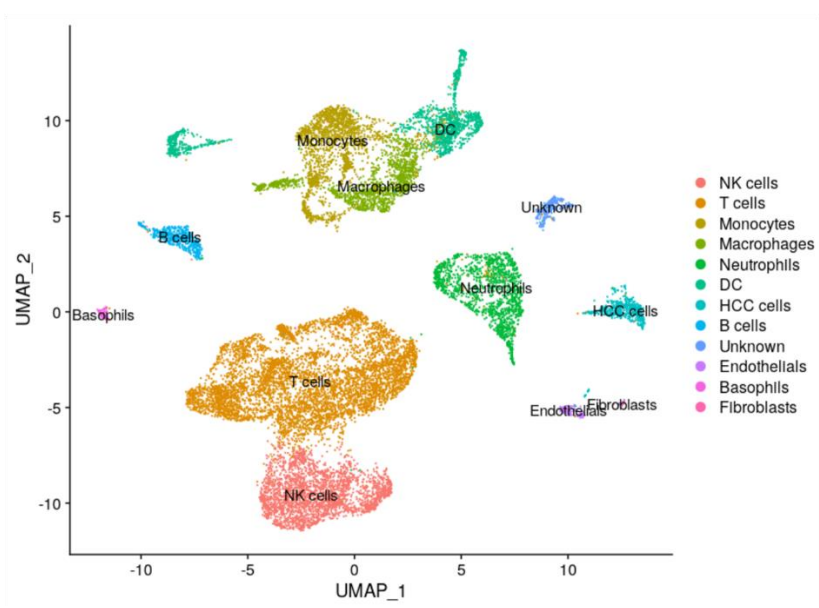 10
5
0
-5
-10
UMAP_2
-10
-5
0
5
10
UMAP_1
Monocytes
DC
Macrophages
Unknown
B cells
Neutrophils
Basophils
HCC cells
T cells
Endothelials
Fibroblasts
NK cells
NK cells
T cells
Monocytes
Macrophages
Neutrophils
DC
HCC cells
B cells
Unknown
Endothelials
Basophils
Fibroblasts